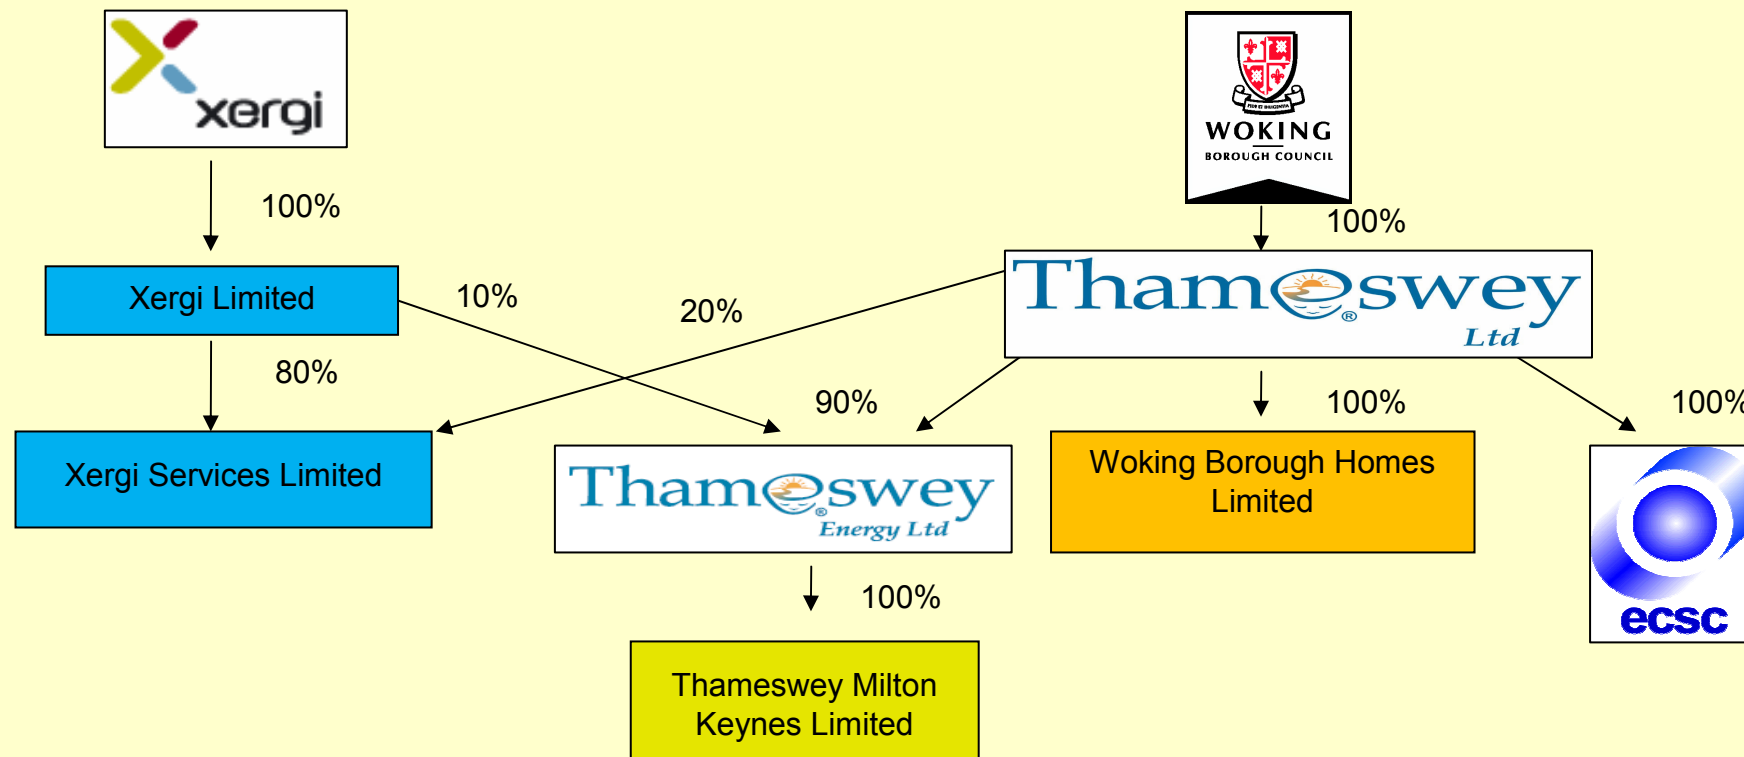 xergi
WOKING
BOROUGH COUNCIL
100%
100%
Xergi Limited
10%
20%
Thameswey
®
Ltd
80%
90%
100%
100%
Xergi Services Limited
Thameswey
®
Energy Ltd
Woking Borough Homes
Limited
ecsc
100%
Thameswey Milton
Keynes Limited